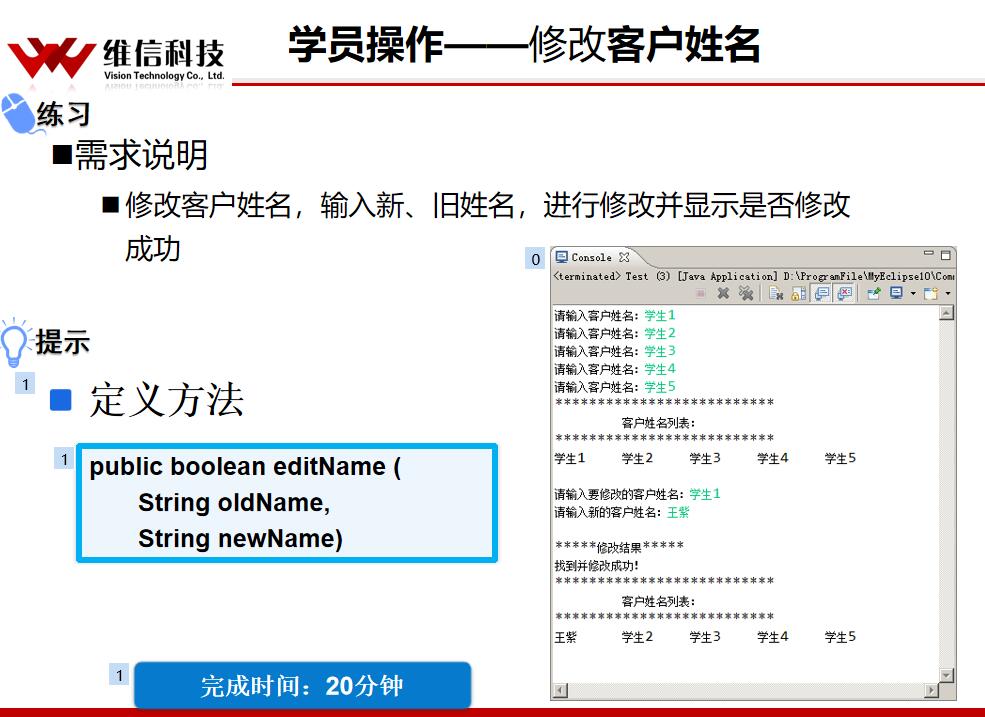 维信科技
Vision Technology Co., Ltd.
学员操作——修改客户姓名
练习
■需求说明
■修改客户姓名，输入新、旧姓名，进行修改并显示是否修改
成功
提示
1
定义方法
1
public boolean editName (
String oldName,
String newName)
1
完成时间：20分钟
0
Console
<terminated> Test (3) [Java Application] D:\ProgramFile\MyEclipse10\Com
请输入客户姓名：学生1
请输入客户姓名：学生2
请输入客户姓名：学生3
请输入客户姓名：学生4
请输入客户姓名：学生5
**************************
客户姓名列表：
**************************
学生1 学生2 学生3 学生4 学生5
请输入要修改的客户姓名：学生1
请输入新的客户姓名：王紫
*****修改结果*****
找到并修改成功!
**************************
客户姓名列表：
**************************
王紫 学生2 学生3 学生4 学生5